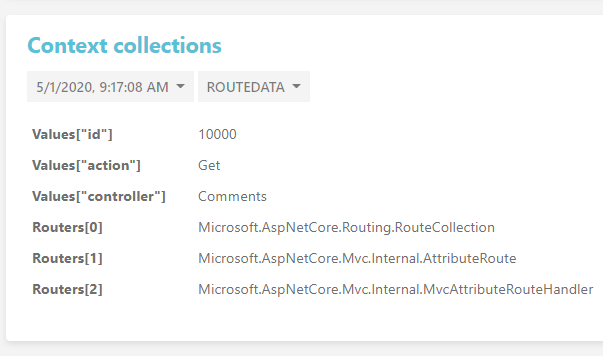 Context collections
5/1/2020, 9:17:08 AM ROUTEDATA
Values["id"] 10000
Values["action"] Get
Values["controller"] Comments
Routers[0] Microsoft.AspNetCore.Routing.RouteCollection
Routers[1] Microsoft.AspNetCore.Mvc.Internal.AttributeRoute
Routers[2] Microsoft.AspNetCore.Mvc.Internal.MvcAttributeRouteHandler